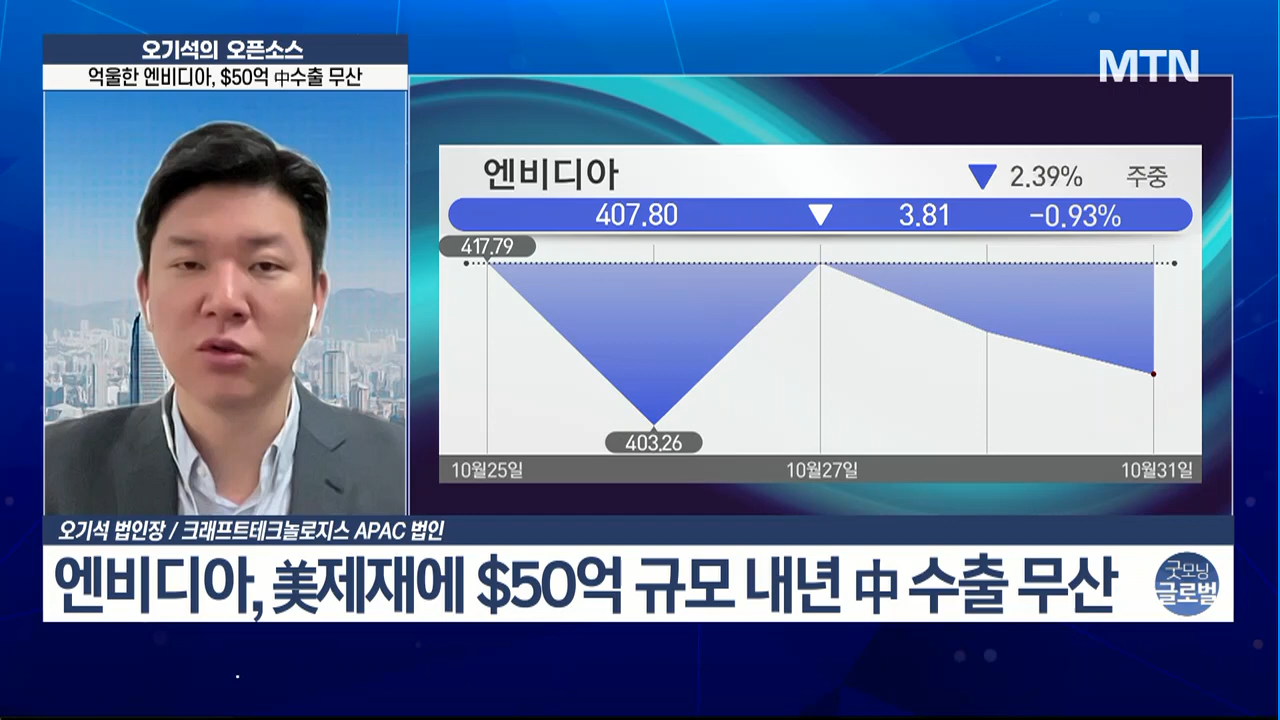 오기석의 오픈소스
억울한 엔비디아, $50억 中수출 무산
MTN
엔비디아 ▼ 2.39% 주중
407.80 ▼ 3.81 -0.93%
417.79
403.26
10월25일 10월27일 10월31일
오기석 법인장 / 크래프트테크놀로지스 APAC 법인
엔비디아, 美제재에 $50억 규모 내년 中 수출 무산
굿모닝
글로벌